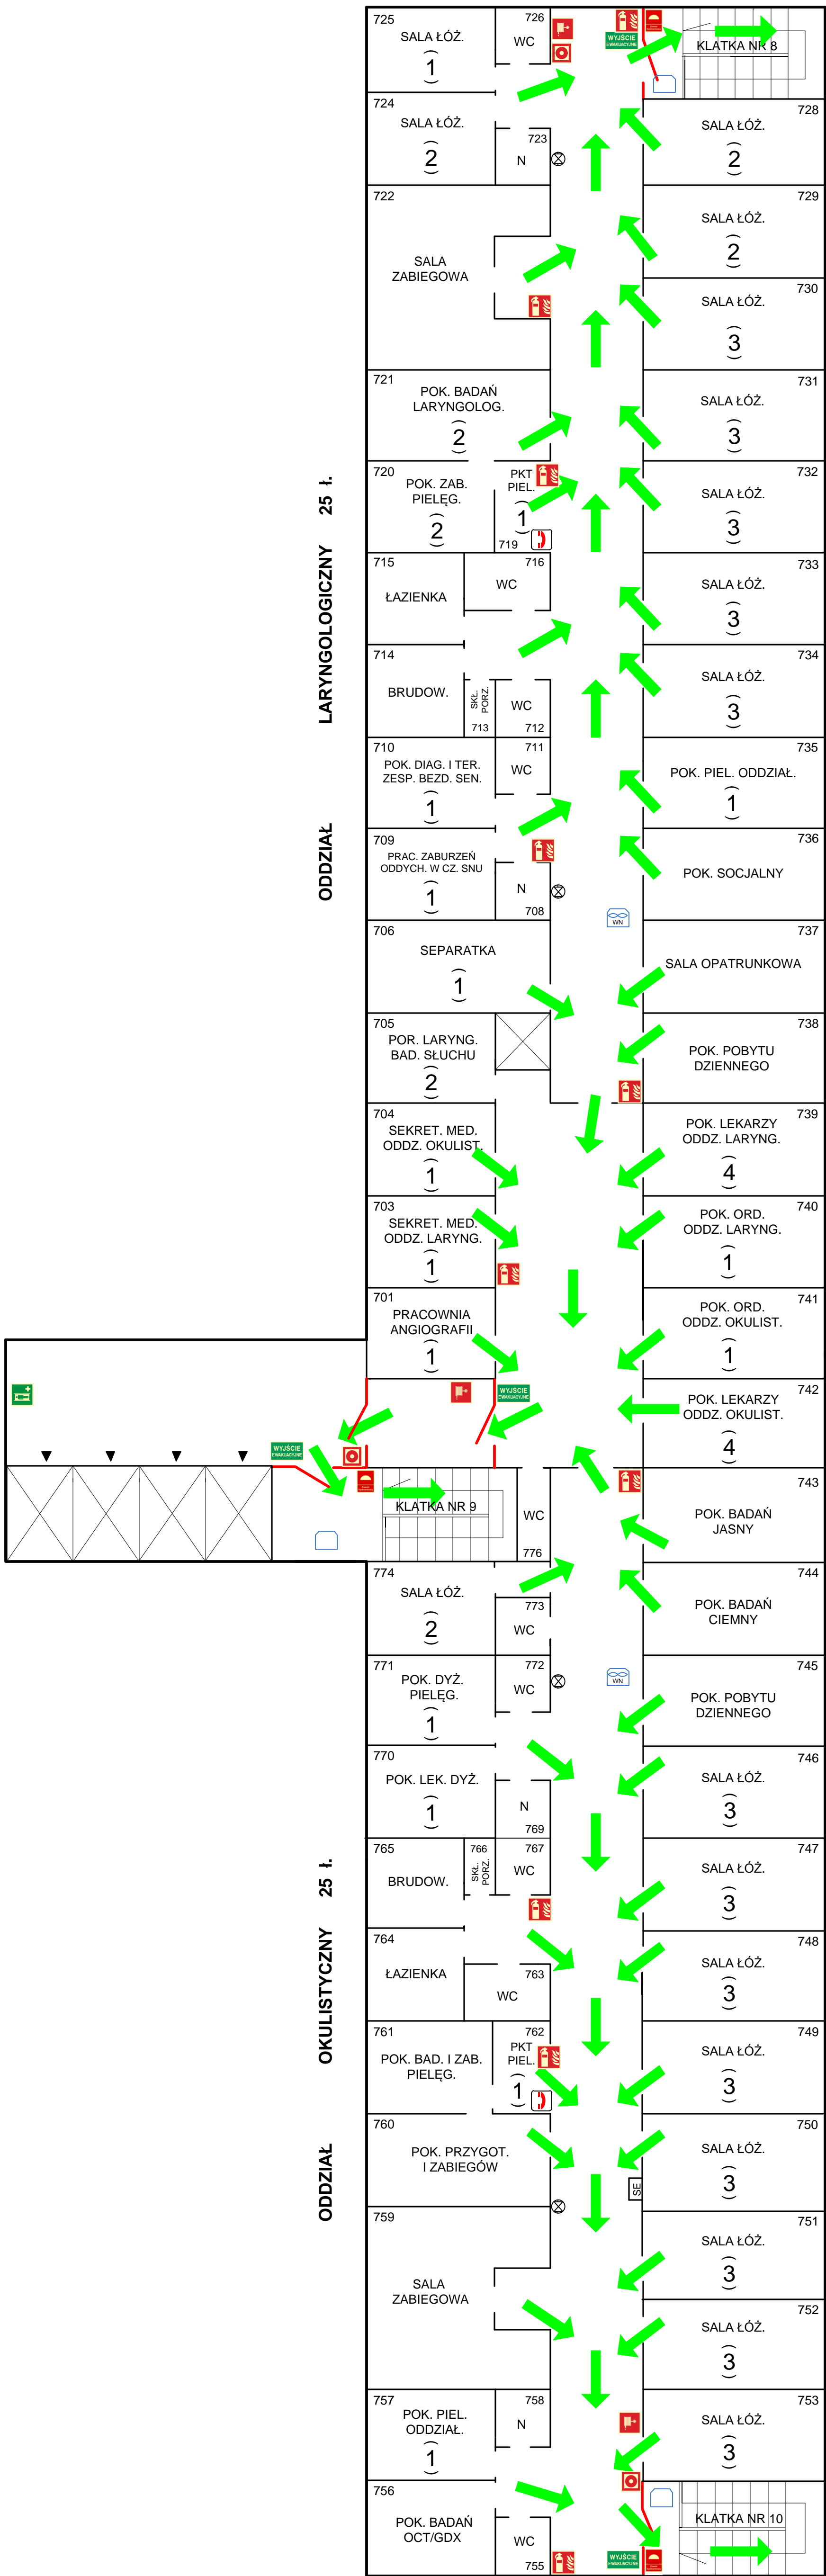 725
SALA ŁÓŻ.
(1)
726
WC
WYJŚCIE
EWAKUACYJNE
KLATKA NR 8
724
SALA ŁÓŻ.
(2)
723
N
728
SALA ŁÓŻ.
(2)
722
SALA
ZABIEGOWA
729
SALA ŁÓŻ.
(2)
730
SALA ŁÓŻ.
(3)
721
POK. BADAŃ
LARYNGOLOG.
(2)
731
SALA ŁÓŻ.
(3)
720
POK. ZAB.
PIELĘG.
(2)
PKT
PIEL.
(1)
719
732
SALA ŁÓŻ.
(3)
715
ŁAZIENKA
716
WC
733
SALA ŁÓŻ.
(3)
714
BRUDOW.
SKŁ.
PORZ.
713
WC
712
734
SALA ŁÓŻ.
(3)
ODDZIAŁ LARYNGOLOGICZNY 25 ł.
710
POK. DIAG. I TER.
ZESP. BEZD. SEN.
(1)
711
WC
735
POK. PIEL. ODDZIAŁ.
(1)
709
PRAC. ZABURZEŃ
ODDYCH. W CZ. SNU
(1)
N
708
736
POK. SOCJALNY
WN
706
SEPARATKA
(1)
737
SALA OPATRUNKOWA
705
POR. LARYNG.
BAD. SŁUCHU
(2)
738
POK. POBYTU
DZIENNEGO
704
SEKRET. MED.
ODDZ. OKULIST.
(1)
739
POK. LEKARZY
ODDZ. LARYNG.
(4)
703
SEKRET. MED.
ODDZ. LARYNG.
(1)
740
POK. ORD.
ODDZ. LARYNG.
(1)
701
PRACOWNIA
ANGIOGRAFII
(1)
741
POK. ORD.
ODDZ. OKULIST.
(1)
WYJŚCIE
EWAKUACYJNE
742
POK. LEKARZY
ODDZ. OKULIST.
(4)
WYJŚCIE
EWAKUACYJNE
KLATKA NR 9
WC
776
743
POK. BADAŃ
JASNY
774
SALA ŁÓŻ.
(2)
773
WC
744
POK. BADAŃ
CIEMNY
771
POK. DYŻ.
PIELĘG.
(1)
772
WC
WN
745
POK. POBYTU
DZIENNEGO
770
POK. LEK. DYŻ.
(1)
N
769
746
SALA ŁÓŻ.
(3)
765
BRUDOW.
766
SKŁ.
PORZ.
767
WC
747
SALA ŁÓŻ.
(3)
764
ŁAZIENKA
763
WC
748
SALA ŁÓŻ.
(3)
ODDZIAŁ OKULISTYCZNY 25 ł.
761
POK. BAD. I ZAB.
PIELĘG.
762
PKT
PIEL.
(1)
749
SALA ŁÓŻ.
(3)
760
POK. PRZYGOT.
I ZABIEGÓW
SE
750
SALA ŁÓŻ.
(3)
759
SALA
ZABIEGOWA
751
SALA ŁÓŻ.
(3)
752
SALA ŁÓŻ.
(3)
757
POK. PIEL.
ODDZIAŁ.
(1)
758
N
753
SALA ŁÓŻ.
(3)
756
POK. BADAŃ
OCT/GDX
WC
755
WYJŚCIE
EWAKUACYJNE
KLATKA NR 10